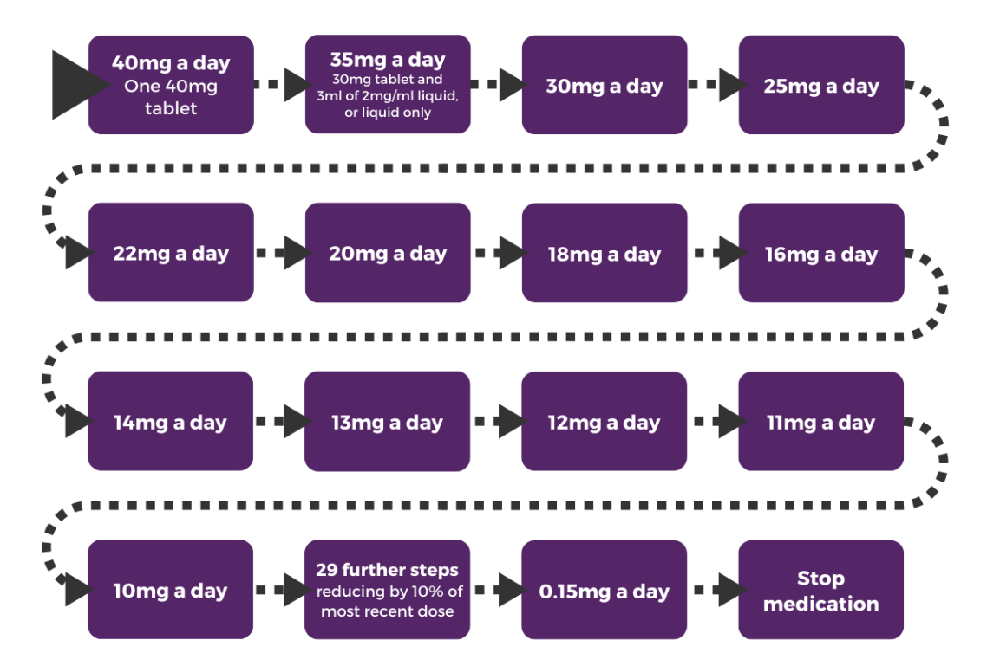 40mg a day
One 40mg
tablet
35mg a day
30mg tablet and
3ml of 2mg/ml liquid,
or liquid only
30mg a day
25mg a day
22mg a day
20mg a day
18mg a day
16mg a day
14mg a day
13mg a day
12mg a day
11mg a day
10mg a day
29 further steps
reducing by 10% of
most recent dose
0.15mg a day
Stop
medication